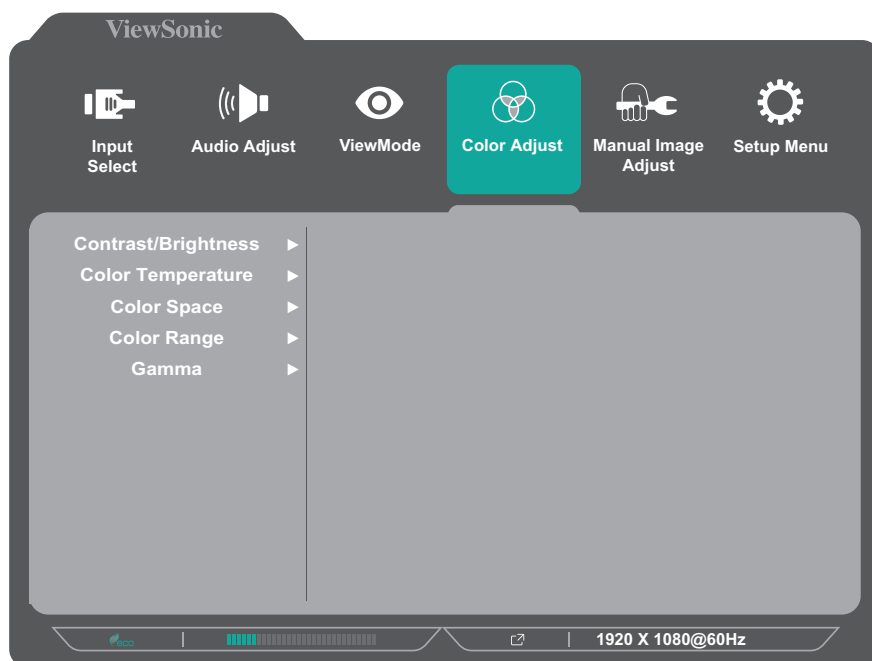 ViewSonic
Input
Select
Audio Adjust
ViewMode
Color Adjust
Manual Image
Adjust
Setup Menu
Contrast/Brightness
Color Temperature
Color Space
Color Range
Gamma
eco
1920 X 1080@60Hz